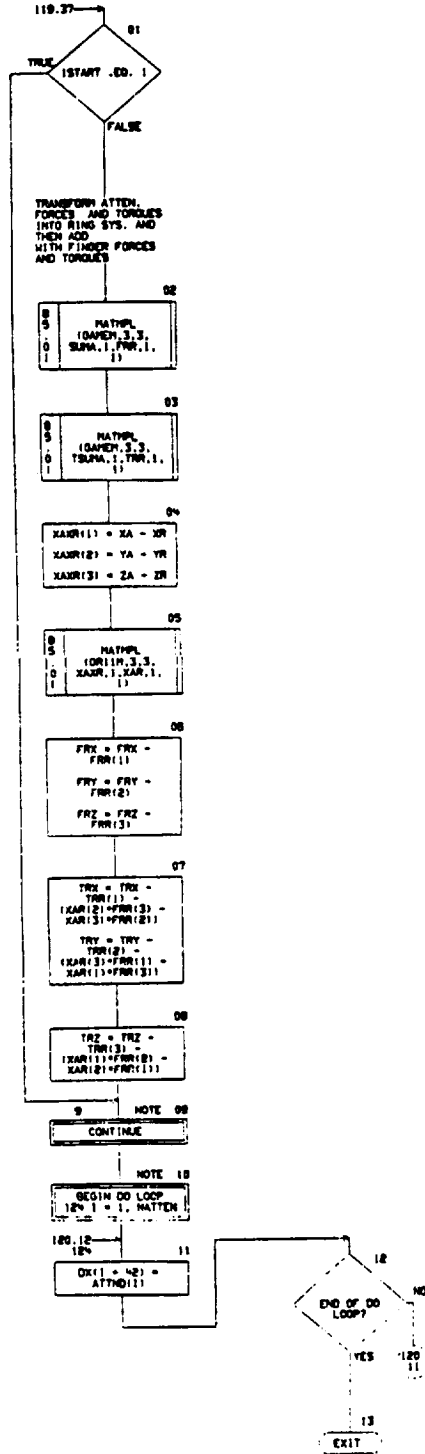 119.37
01
TRUE
ISTART .EQ. 1
FALSE
TRANSFORM ATTEN.
FORCES AND TORQUES
INTO RING SYS. AND
THEN ADD
WITH FINGER FORCES
AND TORQUES
02
MATMPL
(GAMEM,3,3,
SUMA,1,FRR,1,
1)
03
MATMPL
(GAMEM,3,3,
TSUMA,1,TRR,1,
1)
04
XAXR(1) = XA - XR
XAXR(2) = YA - YR
XAXR(3) = ZA - ZR
05
MATMPL
(ORI1M,3,3,
XAXR,1,XAR,1,
1)
06
FRX = FRX -
FRR(1)
FRY = FRY -
FRR(2)
FRZ = FRZ -
FRR(3)
07
TRX = TRX -
TRR(1) -
(XAR(2)*FRR(3) -
XAR(3)*FRR(2))
TRY = TRY -
TRR(2) -
(XAR(3)*FRR(1) -
XAR(1)*FRR(3))
08
TRZ = TRZ -
TRR(3) -
(XAR(1)*FRR(2) -
XAR(2)*FRR(1))
9
NOTE 09
CONTINUE
NOTE 10
BEGIN DO LOOP
124 I = 1, NATTEN
120.12
124
11
DX(I + 42) =
ATTND(I)
12
END OF DO
LOOP?
NO
YES
120
11
13
EXIT